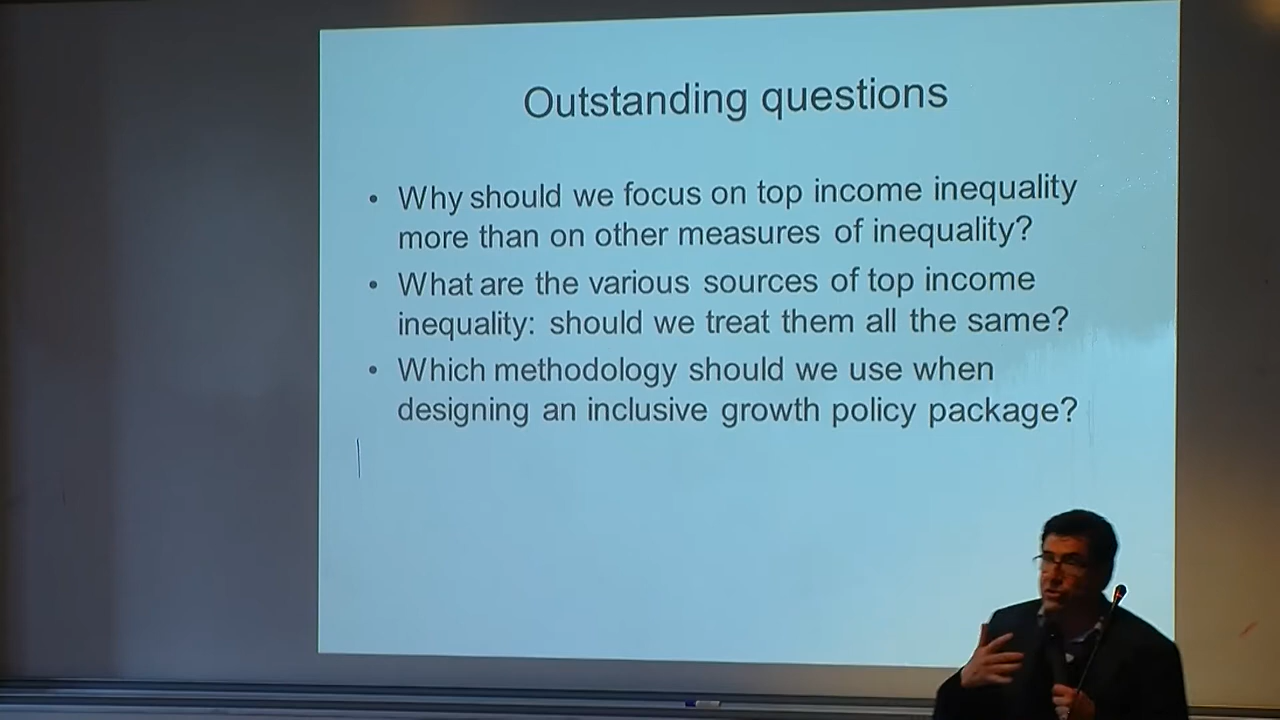 Outstanding questions
• Why should we focus on top income inequality
more than on other measures of inequality?
• What are the various sources of top income
inequality: should we treat them all the same?
• Which methodology should we use when
designing an inclusive growth policy package?